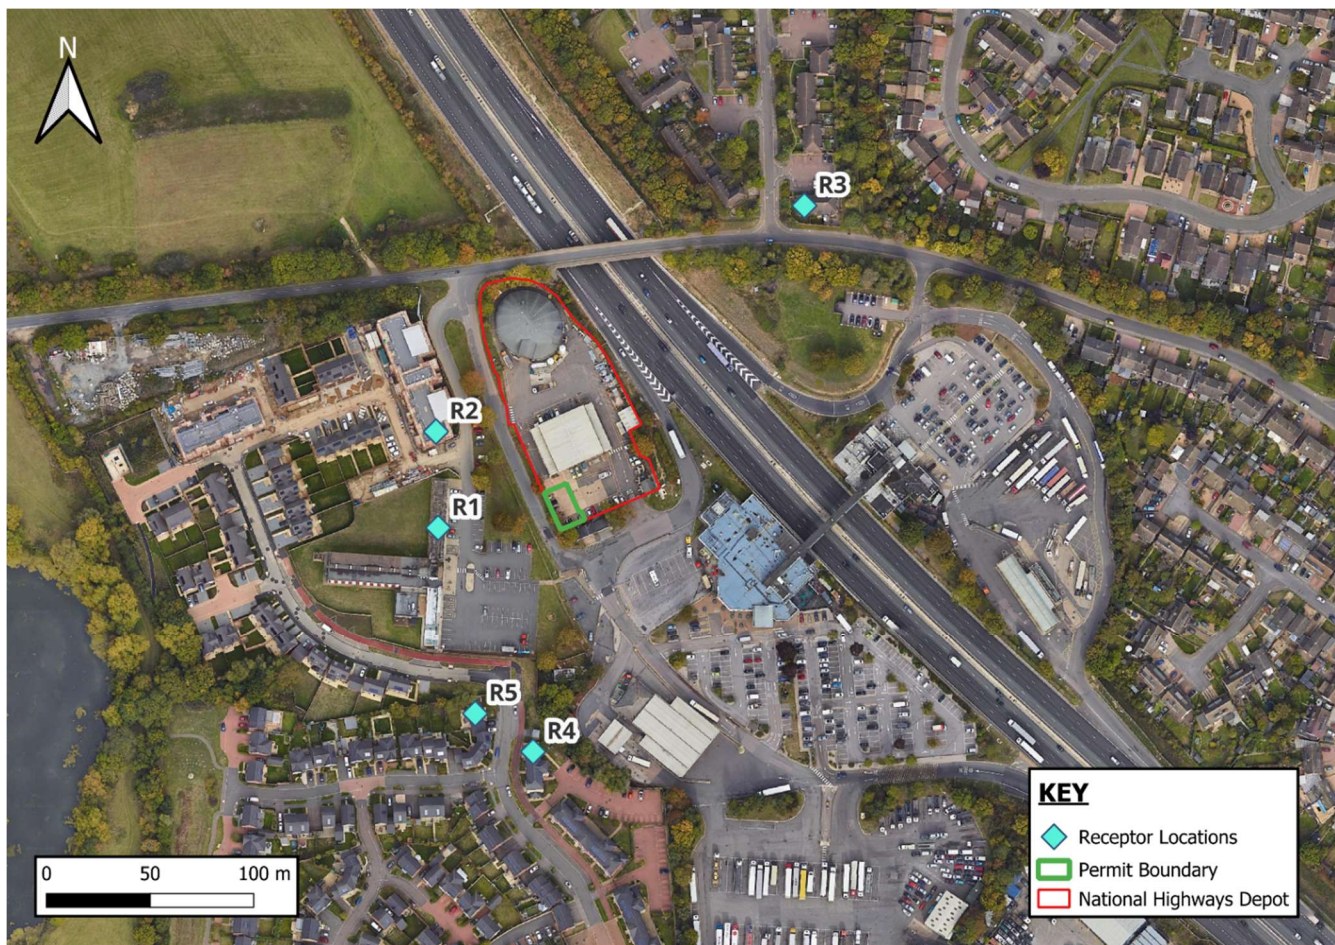 N
R3
R2
R1
R5
R4
KEY
Receptor Locations
Permit Boundary
National Highways Depot
0 50 100 m